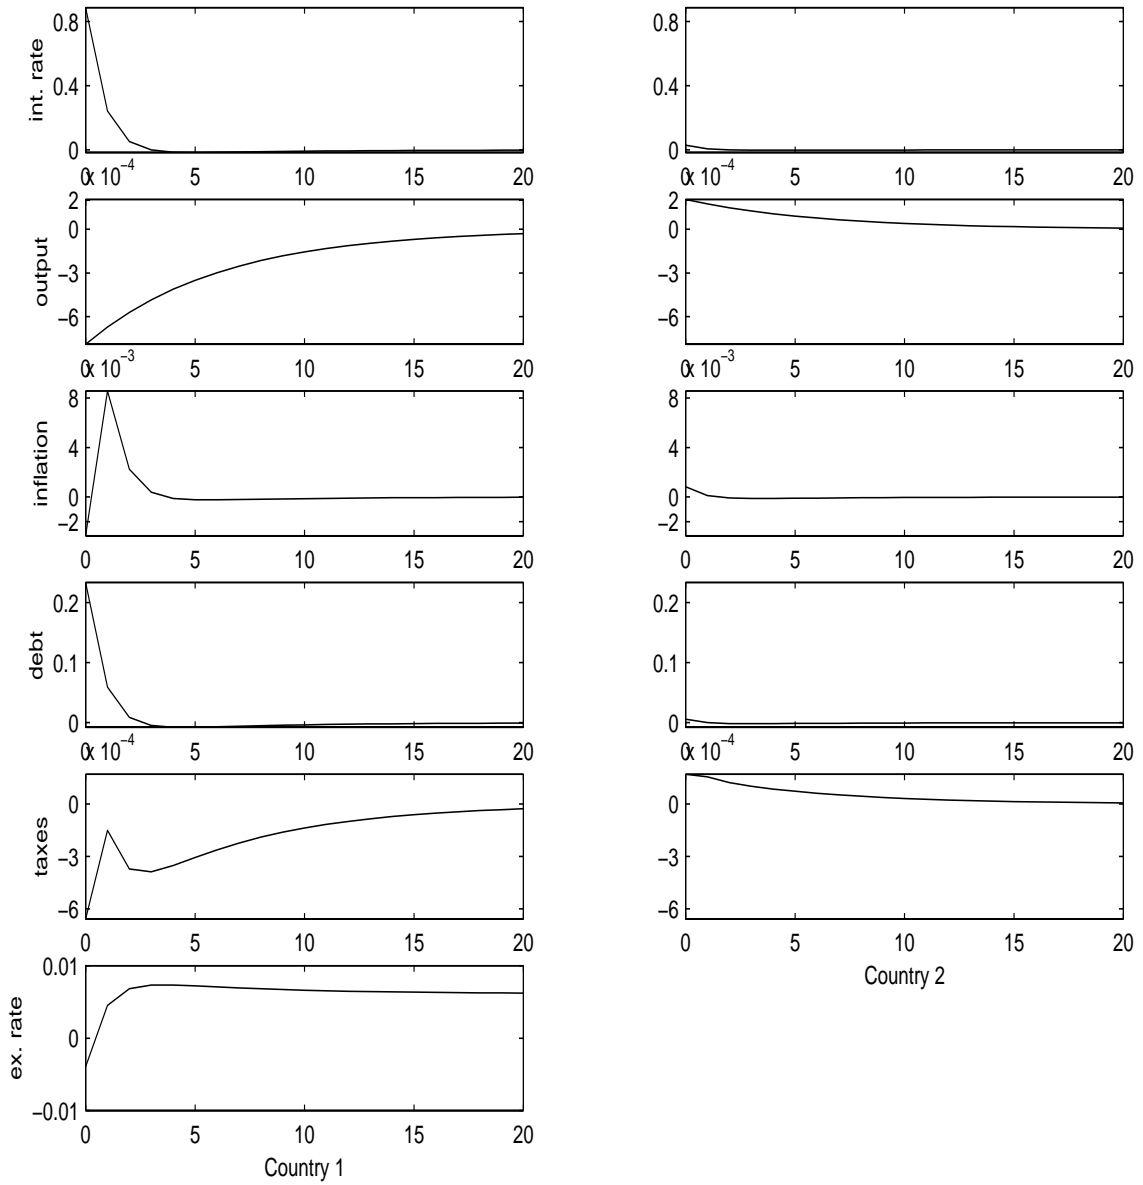 0.8 0.8
int. rate
0.4 0.4
0 0
0 5 10 15 20 0 5 10 15 20
x 10−4 x 10−4
2 2
0 0
output
−3 −3
−6 −6
0 5 10 15 20 0 5 10 15 20
x 10−3 x 10−3
8 8
4 4
inflation
0 0
−2 −2
0 5 10 15 20 0 5 10 15 20
0.2 0.2
debt
0.1 0.1
0 0
0 5 10 15 20 0 5 10 15 20
x 10−4 x 10−4
0 0
taxes
−3 −3
−6 −6
0 5 10 15 20 0 5 10 15 20
Country 2
0.01
ex. rate
0
−0.01
0 5 10 15 20
Country 1